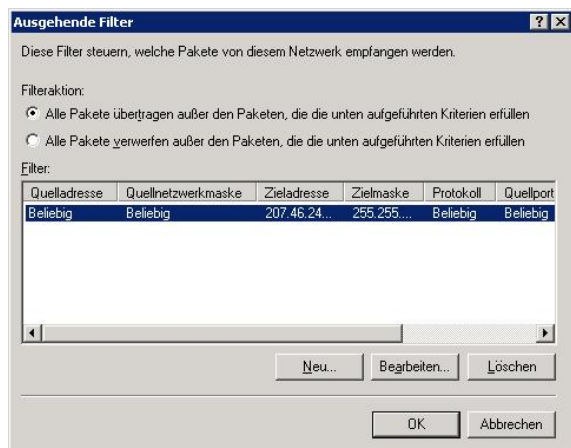 Ausgehende Filter
Diese Filter steuern, welche Pakete von diesem Netzwerk empfangen werden.
Filteraktion:
Alle Pakete übertragen außer den Paketen, die die unten aufgeführten Kriterien erfüllen
Alle Pakete verwerfen außer den Paketen, die die unten aufgeführten Kriterien erfüllen
Filter:
Quelladresse Quellnetzwerkmaske Zieladresse Zielmaske Protokoll Quellport
Beliebig Beliebig 207.46.24... 255.255.... Beliebig Beliebig
Neu... Bearbeiten... Löschen
OK Abbrechen